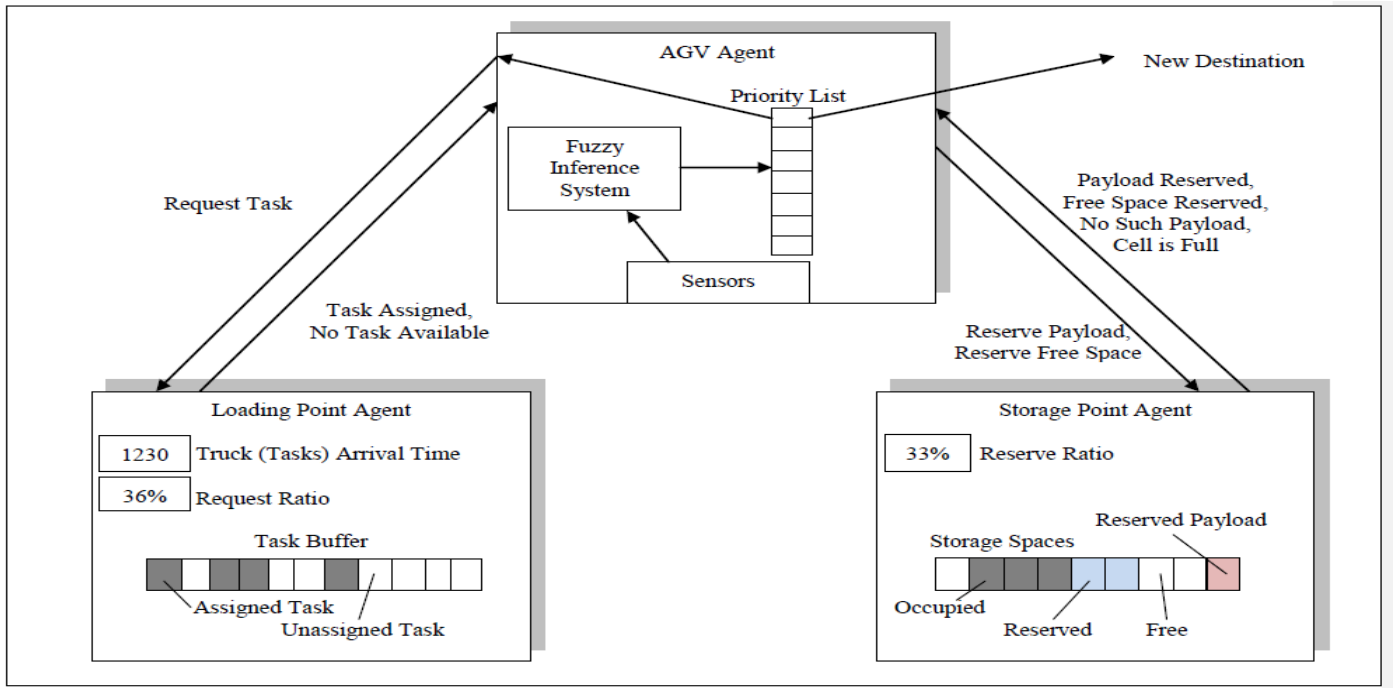 AGV Agent
New Destination
Priority List
Fuzzy
Inference
System
Sensors
Request Task
Task Assigned,
No Task Available
Payload Reserved,
Free Space Reserved,
No Such Payload,
Cell is Full
Reserve Payload,
Reserve Free Space
Loading Point Agent
1230 Truck (Tasks) Arrival Time
36% Request Ratio
Task Buffer
Assigned Task
Unassigned Task
Storage Point Agent
33% Reserve Ratio
Reserved Payload
Storage Spaces
Occupied
Reserved
Free